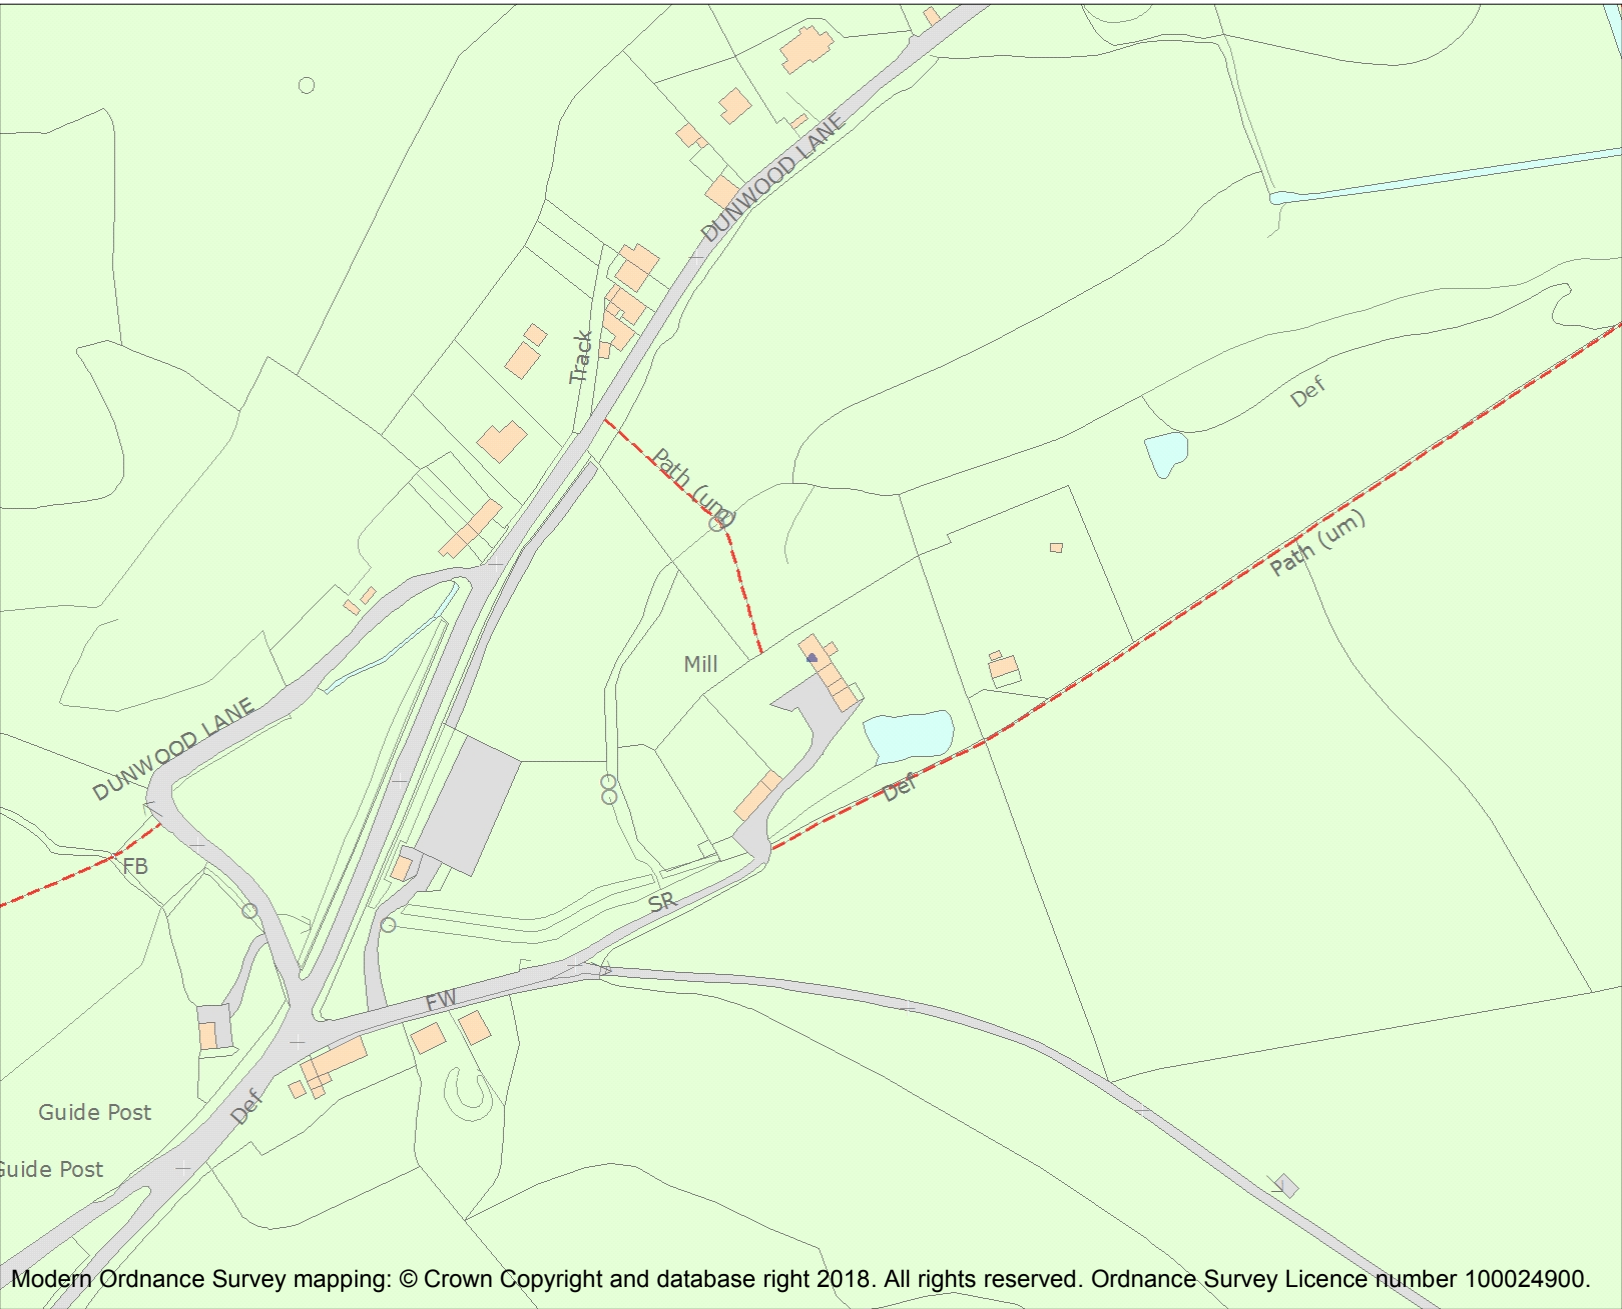 DUNWOOD LANE
Track
Def
Path (um)
Path (um)
Mill
DUNWOOD LANE
Def
FB
SR
FW
Def
Guide Post
Guide Post
Modern Ordnance Survey mapping: © Crown Copyright and database right 2018. All rights reserved. Ordnance Survey Licence number 100024900.